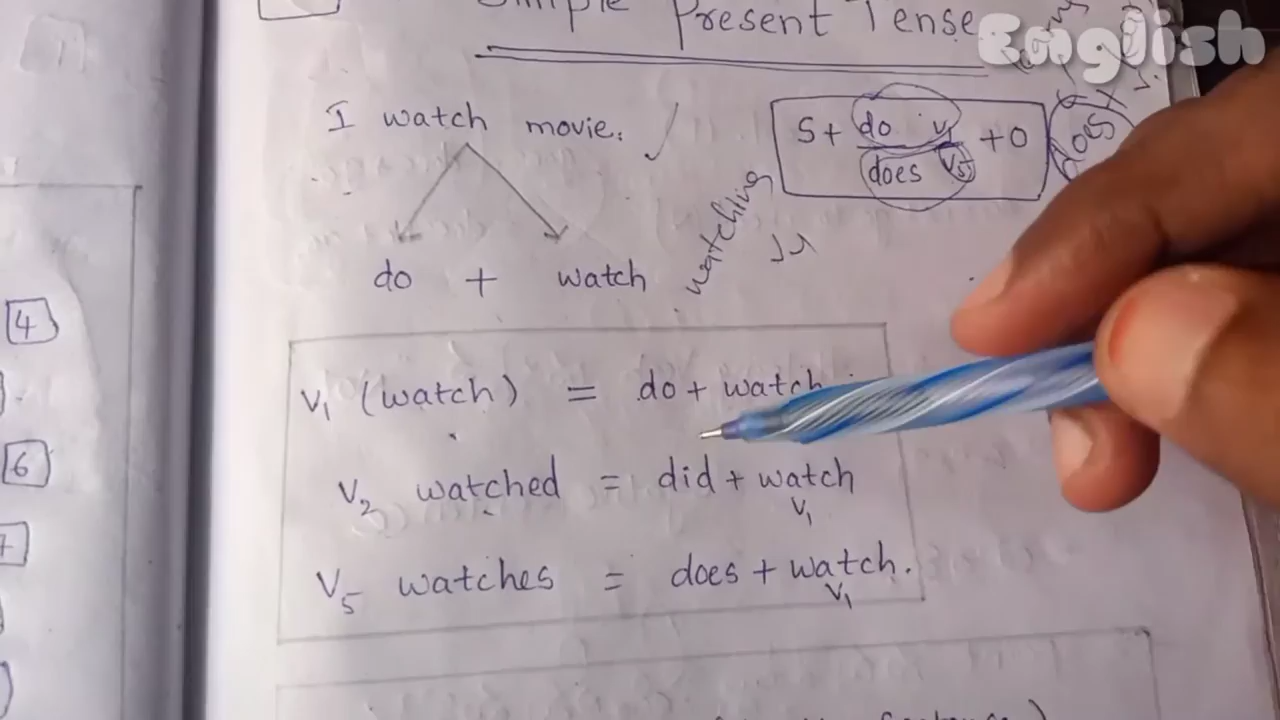 Simple Present Tense
English
I watch movie.
S + do V1 + O
does V5
does +
watching
do + watch
V1 (watch) = do + watch
V2 watched = did + watch
V1
V5 watches = does + watch.
V1
4
6
7